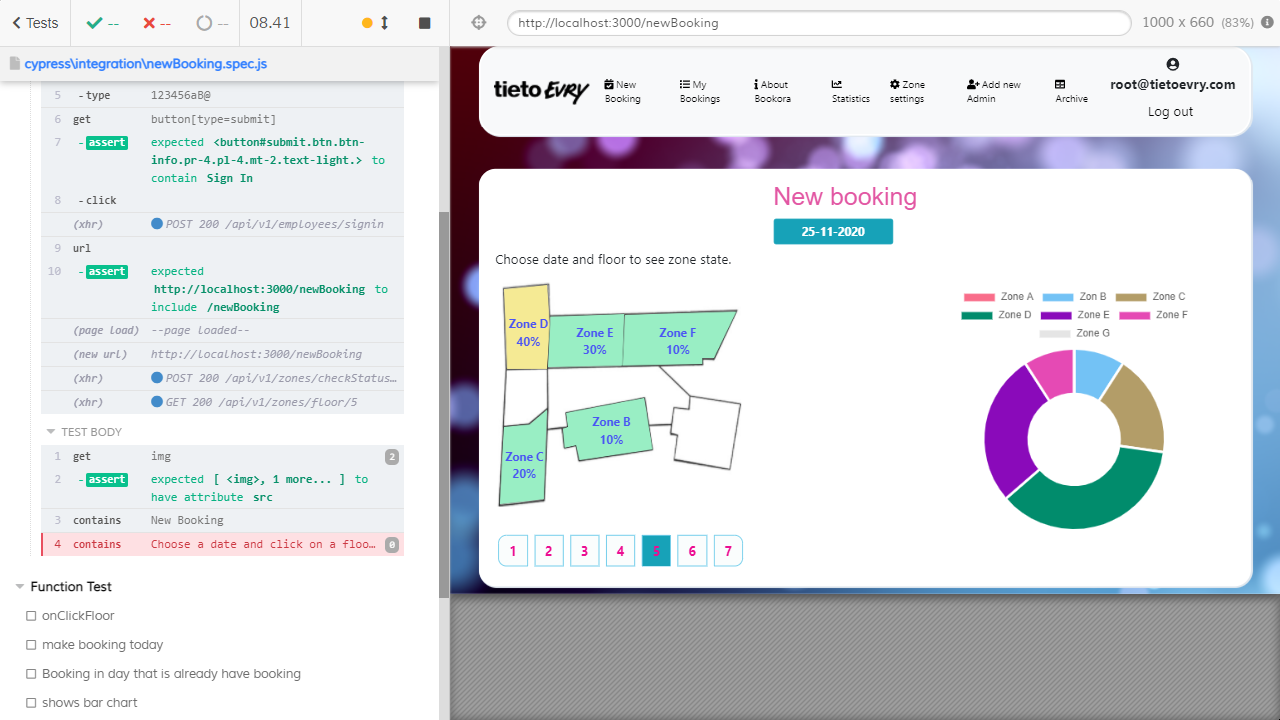 Tests
--
--
--
08.41
http://localhost:3000/newBooking
1000 x 660 (83%)
cypress\integration\newBooking.spec.js
5 - type 123456aB@
6 get button[type=submit]
7 - assert expected <button#submit.btn.btn-
info.pr-4.pl-4.mt-2.text-light.> to
contain Sign In
8 - click
(xhr) POST 200 /api/v1/employees/signin
9 url
10 - assert expected
http://localhost:3000/newBooking to
include /newBooking
(page load) --page loaded--
(new url) http://localhost:3000/newBooking
(xhr) POST 200 /api/v1/zones/checkStatus…
(xhr) GET 200 /api/v1/zones/floor/5
TEST BODY
1 get img 2
2 - assert expected [ <img>, 1 more... ] to
have attribute src
3 contains New Booking
4 contains Choose a date and click on a floo… 0
Function Test
onClickFloor
make booking today
Booking in day that is already have booking
shows bar chart
tieto EVRY
New
Booking
My
Bookings
About
Bookora
Statistics
Zone
settings
Add new
Admin
Archive
root@tietoevry.com
Log out
New booking
25-11-2020
Choose date and floor to see zone state.
Zone D
40%
Zone E
30%
Zone F
10%
Zone B
10%
Zone C
20%
1 2 3 4 5 6 7
Zone A Zon B Zone C
Zone D Zone E Zone F
Zone G